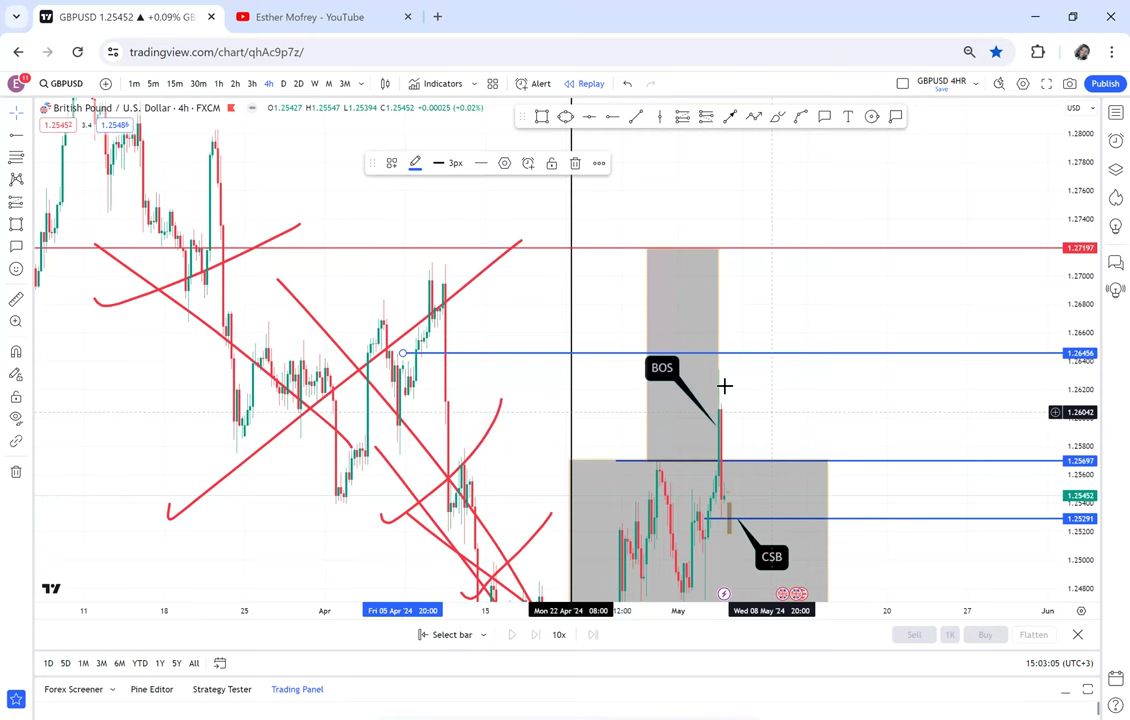 GBPUSD 1.25452 ▲ +0.09% GB
Esther Mofrey - YouTube
tradingview.com/chart/qhAc9p7z/
E 11 GBPUSD 1m 5m 15m 30m 1h 2h 3h 4h D 2D W M 3M Indicators Alert Replay GBPUSD 4HR Save Publish
British Pound / U.S. Dollar · 4h · FXCM O1.25427 H1.25547 L1.25394 C1.25452 +0.00025 (+0.02%) USD
1.25452 3.4 1.25486
3px
1.28000
1.27800
1.27600
1.27400
1.27197
1.27000
1.26800
1.26600
1.26456
1.26400
BOS
1.26200
1.26042
1.25800
1.25697
1.25600
1.25452
1.25400
1.25291
1.25200
CSB
1.25000
1.24800
11 18 25 Apr Fri 05 Apr '24 20:00 15 Mon 22 Apr '24 08:00 12:00 May Wed 08 May '24 20:00 20 27 Jun
Select bar 10x Sell 1K Buy Flatten
1D 5D 1M 3M 6M YTD 1Y 5Y All 15:03:05 (UTC+3)
Forex Screener Pine Editor Strategy Tester Trading Panel